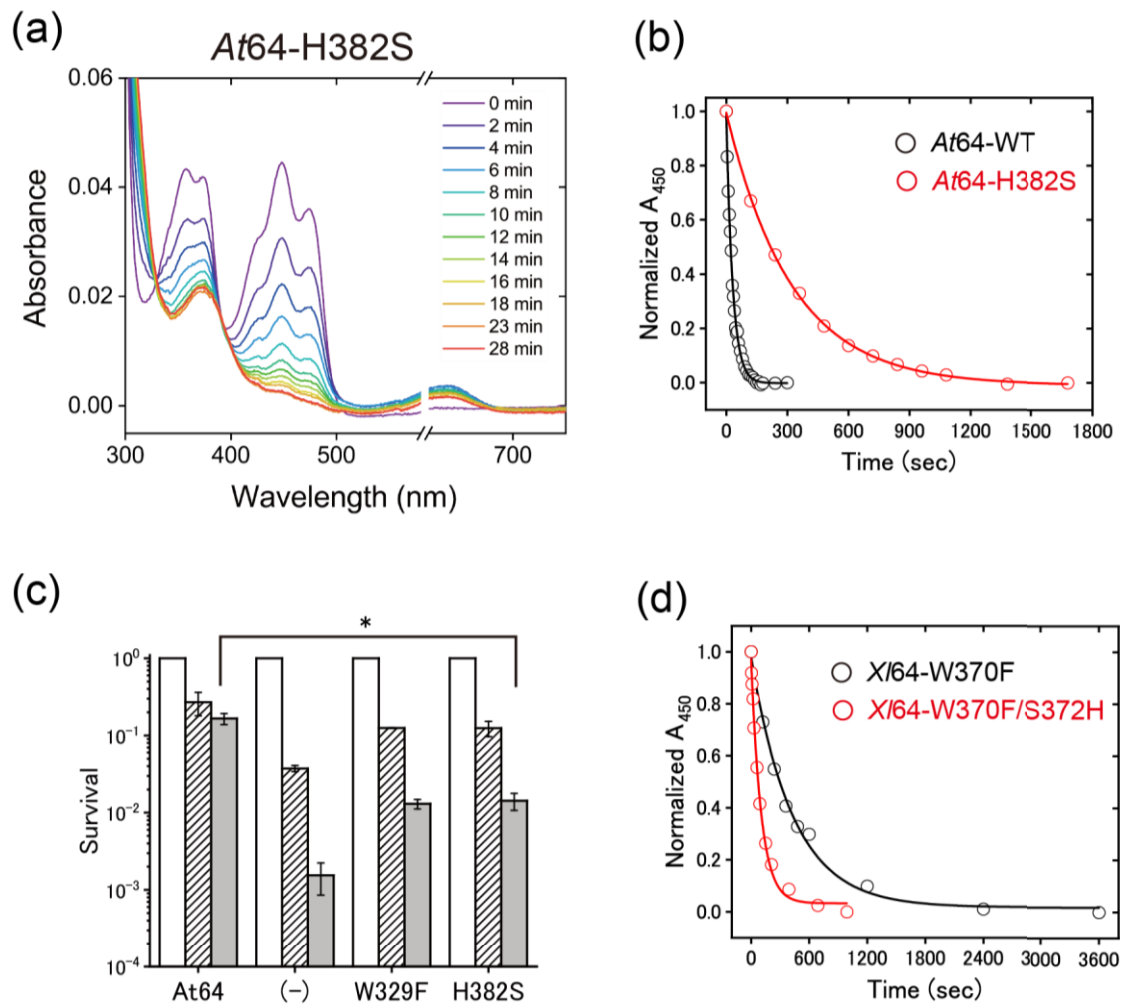 (a)
At64-H382S
0.06
0.04
0.02
0.00
Absorbance
300
400
500
700
Wavelength (nm)
0 min
2 min
4 min
6 min
8 min
10 min
12 min
14 min
16 min
18 min
23 min
28 min
(b)
1.0
0.8
0.6
0.4
0.2
0.0
Normalized A450
At64-WT
At64-H382S
0 300 600 900 1200 1500 1800
Time (sec)
(c)
*
10^0
10^-1
10^-2
10^-3
10^-4
Survival
At64 (−) W329F H382S
(d)
1.0
0.8
0.6
0.4
0.2
0.0
Normalized A450
Xl64-W370F
Xl64-W370F/S372H
0 600 1200 1800 2400 3000 3600
Time (sec)